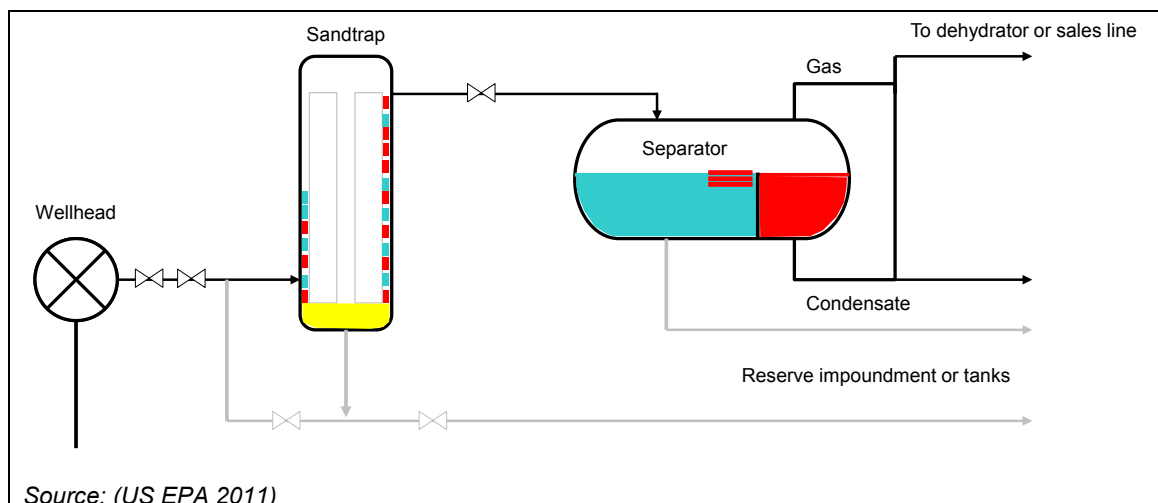 To dehydrator or sales line
Sandtrap
Gas
Separator
Wellhead
Condensate
Reserve impoundment or tanks
Source: (US EPA 2011)